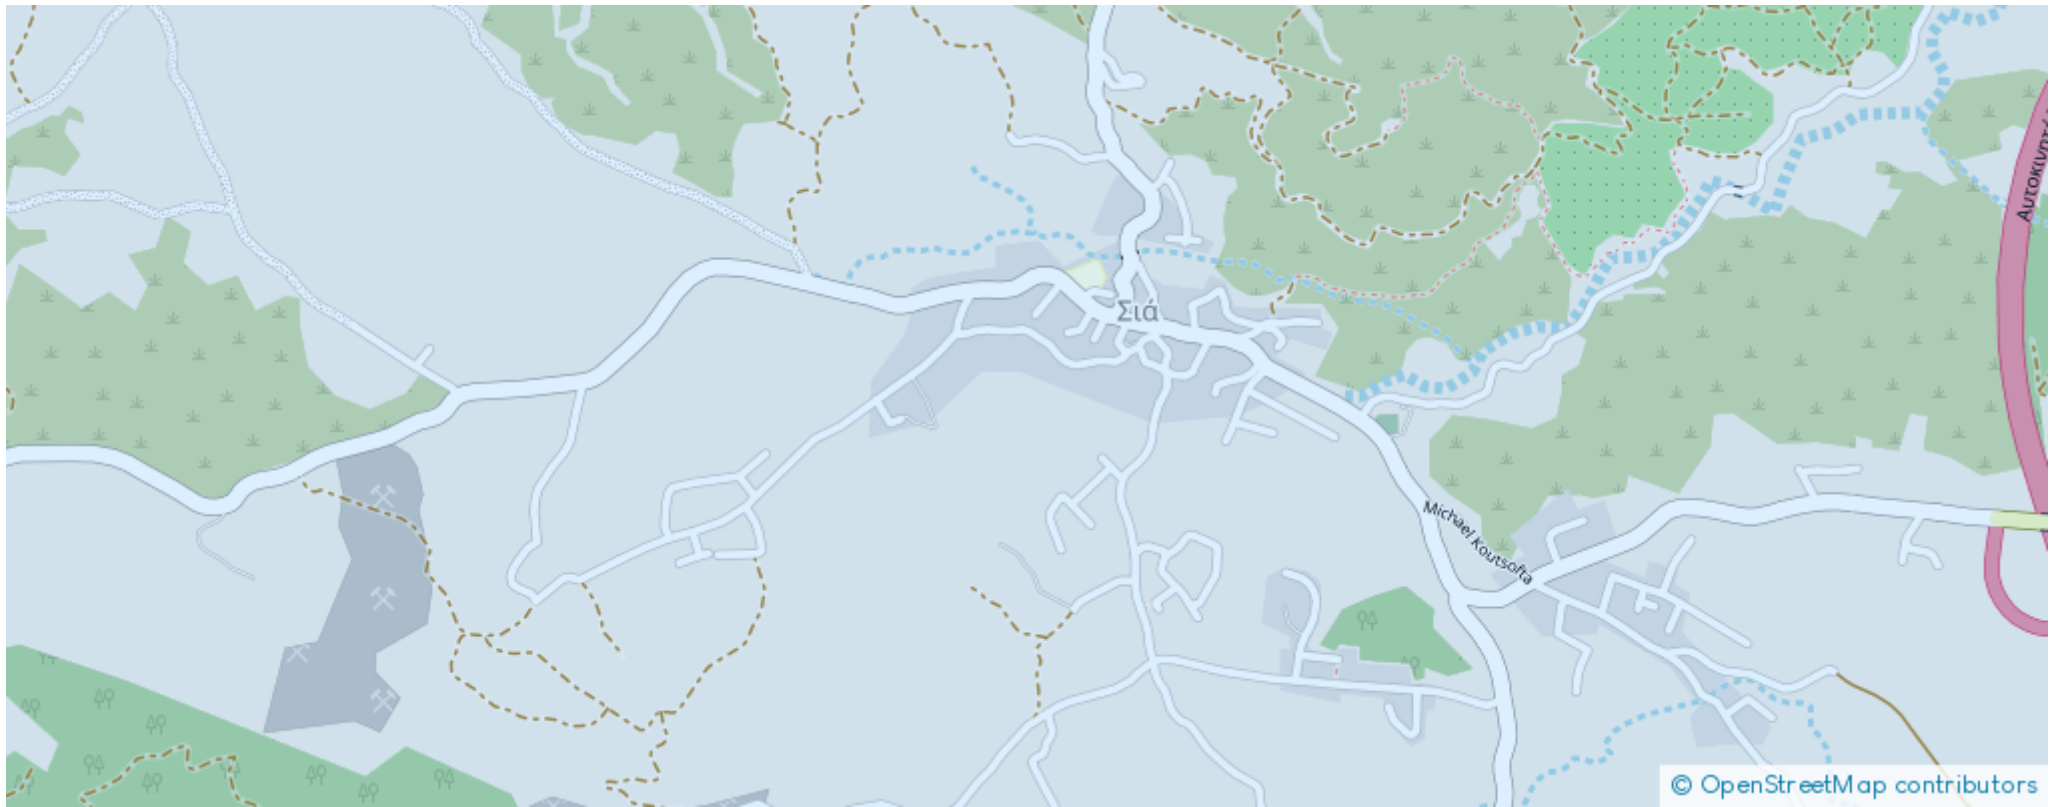 Σιά
Michael Koutsofta
© OpenStreetMap contributors